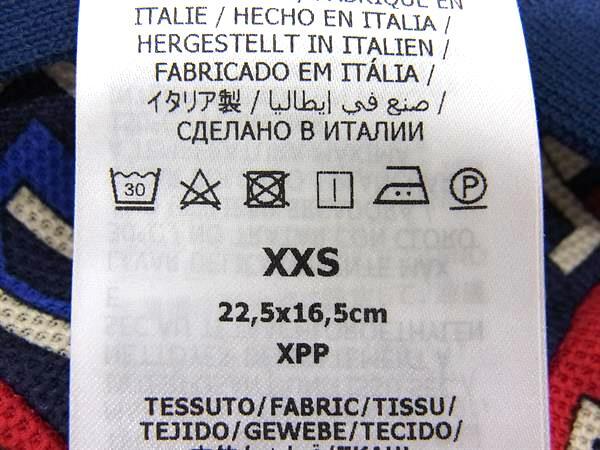 ITALIE / HECHO EN ITALIA /
HERGESTELLT IN ITALIEN /
FABRICADO EM ITÁLIA /
イタリア製 / صنع في إيطاليا /
СДЕЛАНО В ИТАЛИИ
30 P
XXS
22,5x16,5cm
XPP
TESSUTO/FABRIC/TISSU/
TEJIDO/GEWEBE/TECIDO/